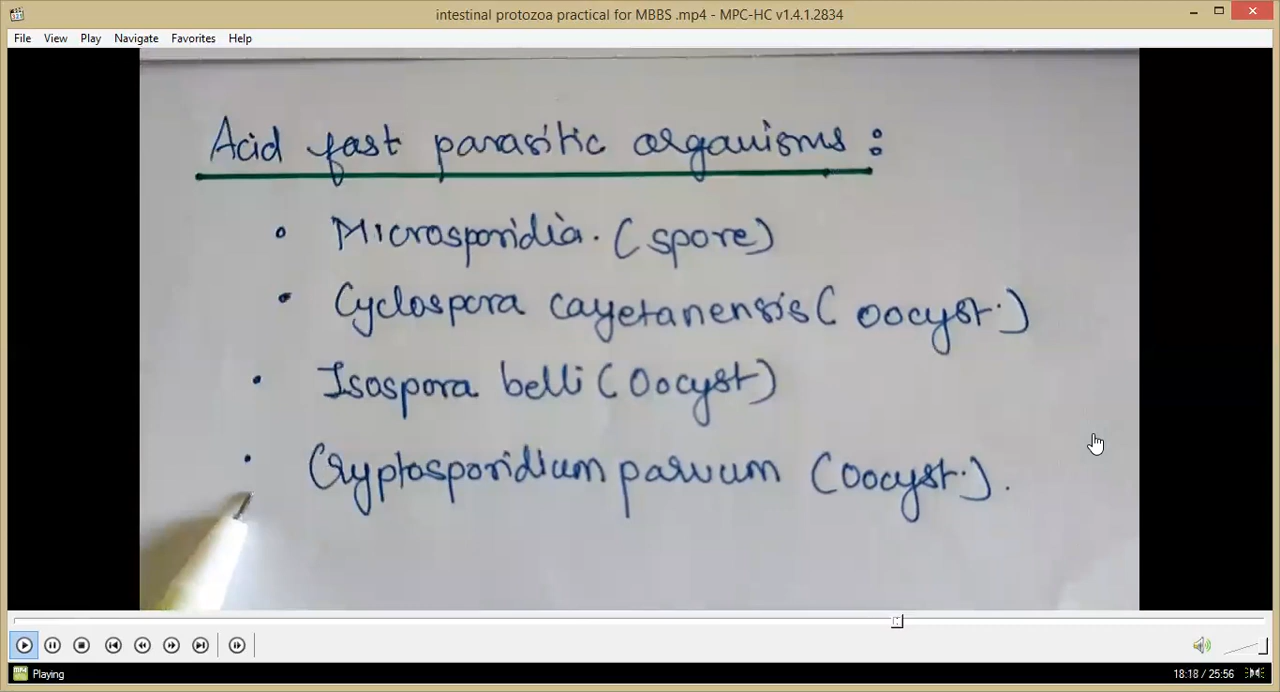 intestinal protozoa practical for MBBS .mp4 - MPC-HC v1.4.1.2834
File View Play Navigate Favorites Help
Acid fast parasitic organisms :
• Microsporidia. (spore)
• Cyclospora cayetanensis (oocyst.)
• Isospora belli (Oocyst)
• Cryptosporidium parvum (Oocyst.).
Playing
18:18 / 25:56